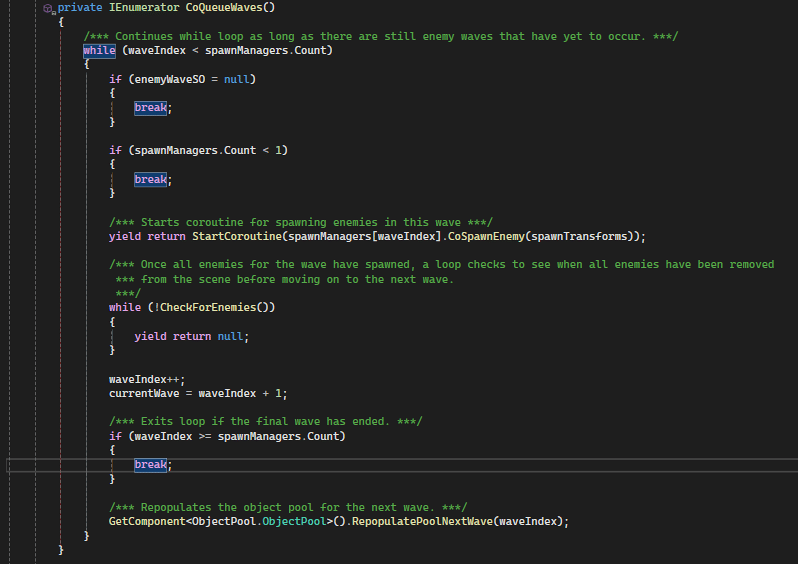 private IEnumerator CoQueueWaves()
{
/*** Continues while loop as long as there are still enemy waves that have yet to occur. ***/
while (waveIndex < spawnManagers.Count)
{
if (enemyWaveSO = null)
{
break;
}
if (spawnManagers.Count < 1)
{
break;
}
/*** Starts coroutine for spawning enemies in this wave ***/
yield return StartCoroutine(spawnManagers[waveIndex].CoSpawnEnemy(spawnTransforms));
/*** Once all enemies for the wave have spawned, a loop checks to see when all enemies have been removed
*** from the scene before moving on to the next wave.
***/
while (!CheckForEnemies())
{
yield return null;
}
waveIndex++;
currentWave = waveIndex + 1;
/*** Exits loop if the final wave has ended. ***/
if (waveIndex >= spawnManagers.Count)
{
break;
}
/*** Repopulates the object pool for the next wave. ***/
GetComponent<ObjectPool.ObjectPool>().RepopulatePoolNextWave(waveIndex);
}
}